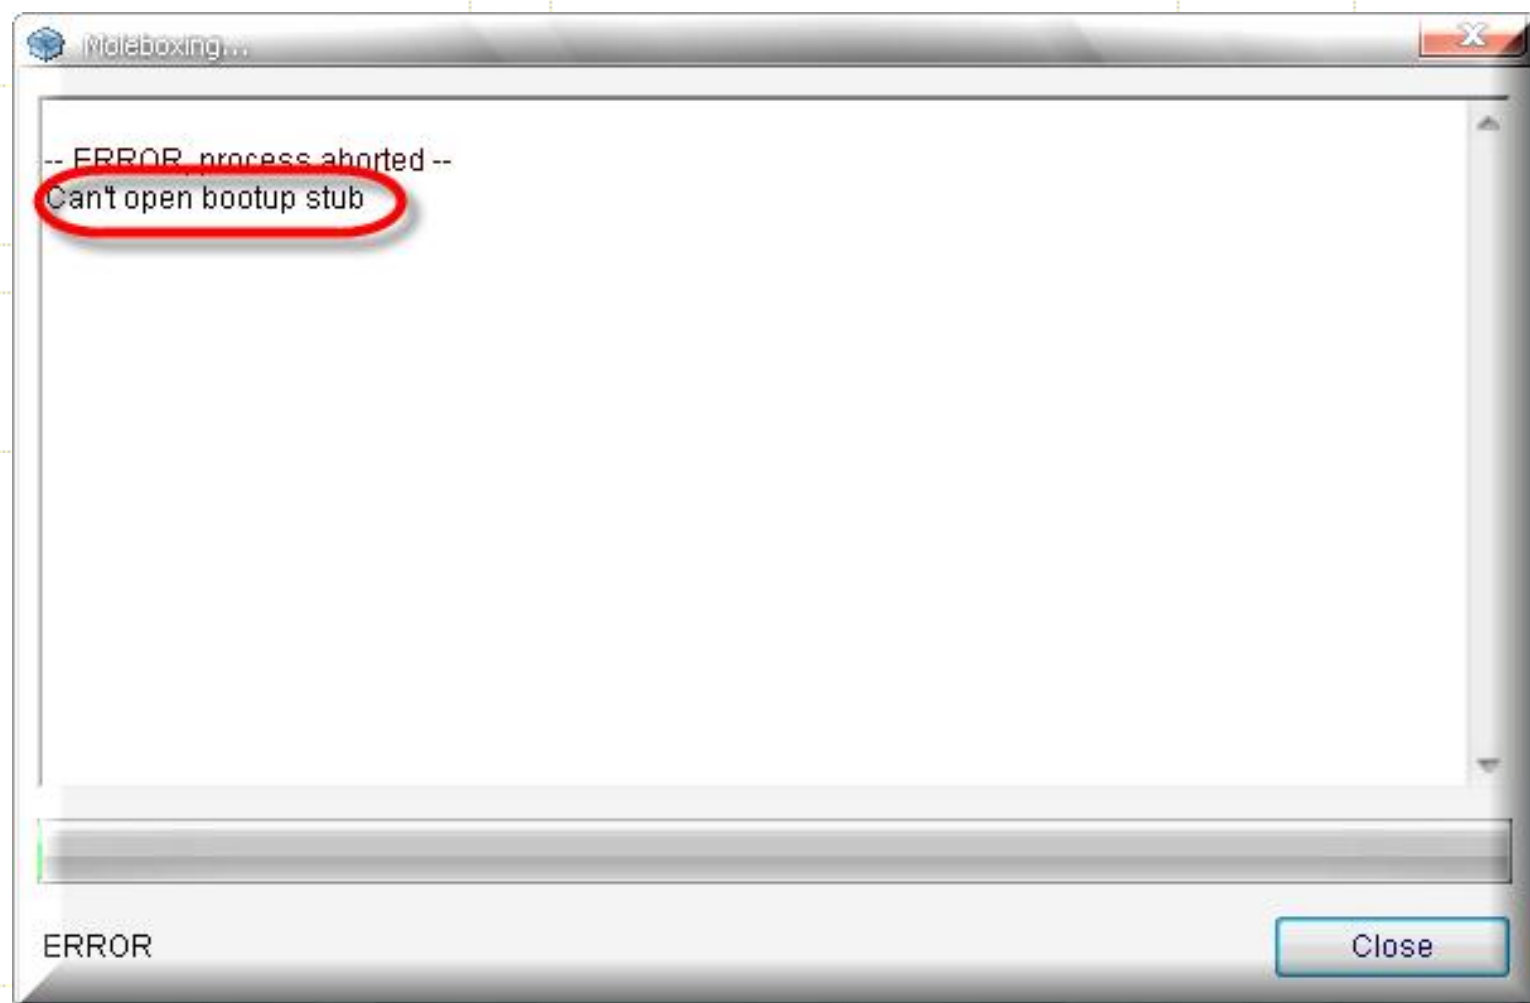 Moleboxing...
-- ERROR, process aborted --
Can't open bootup stub
ERROR
Close